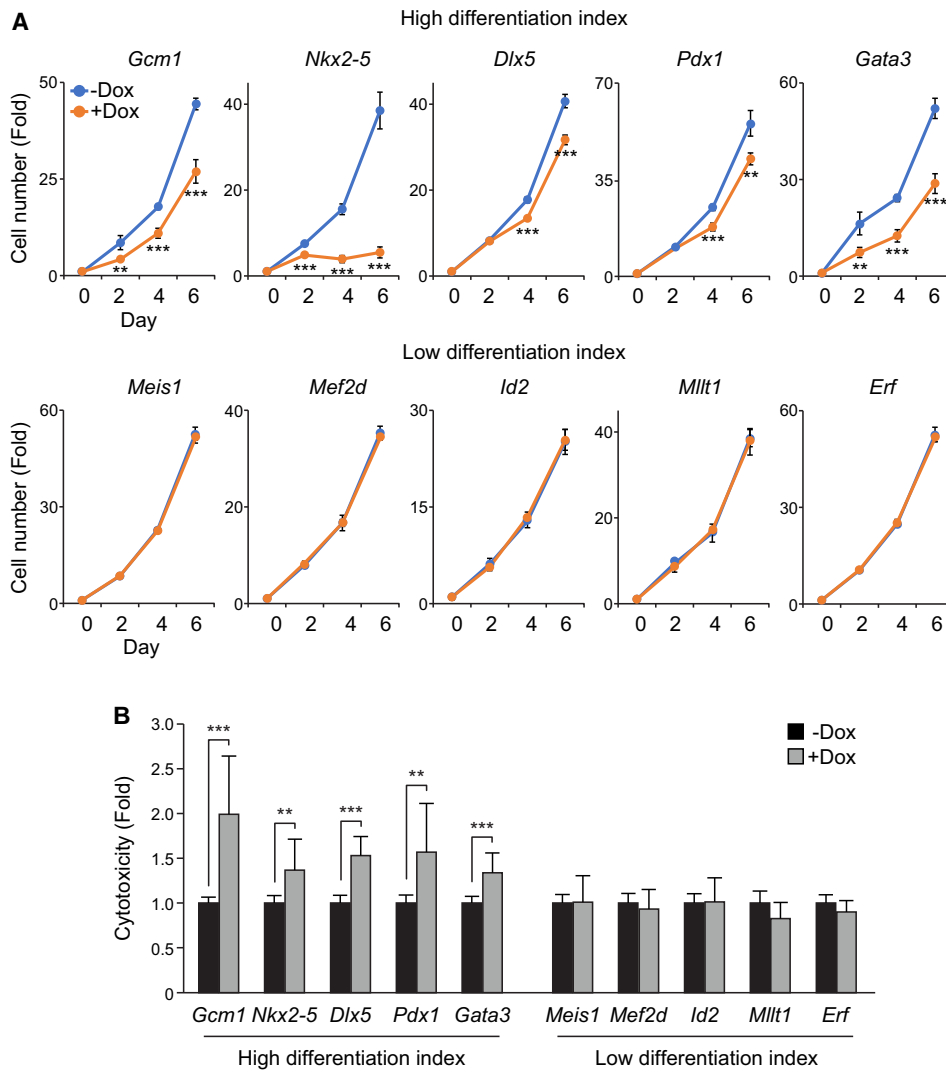 A
High differentiation index
Gcm1 Nkx2-5 Dlx5 Pdx1 Gata3
Cell number (Fold)
50
25
0
-Dox
+Dox
** *** ***
0 2 4 6
Day
40
20
0
*** *** ***
0 2 4 6
40
20
0
*** ***
0 2 4 6
70
35
0
*** **
0 2 4 6
60
30
0
** *** ***
0 2 4 6
Low differentiation index
Meis1 Mef2d Id2 Mllt1 Erf
Cell number (Fold)
60
30
0
0 2 4 6
Day
40
20
0
0 2 4 6
30
15
0
0 2 4 6
40
20
0
0 2 4 6
60
30
0
0 2 4 6
B
Cytotoxicity (Fold)
3.0
2.5
2.0
1.5
1.0
0.5
0
*** ** *** ** ***
-Dox
+Dox
Gcm1 Nkx2-5 Dlx5 Pdx1 Gata3 Meis1 Mef2d Id2 Mllt1 Erf
High differentiation index Low differentiation index